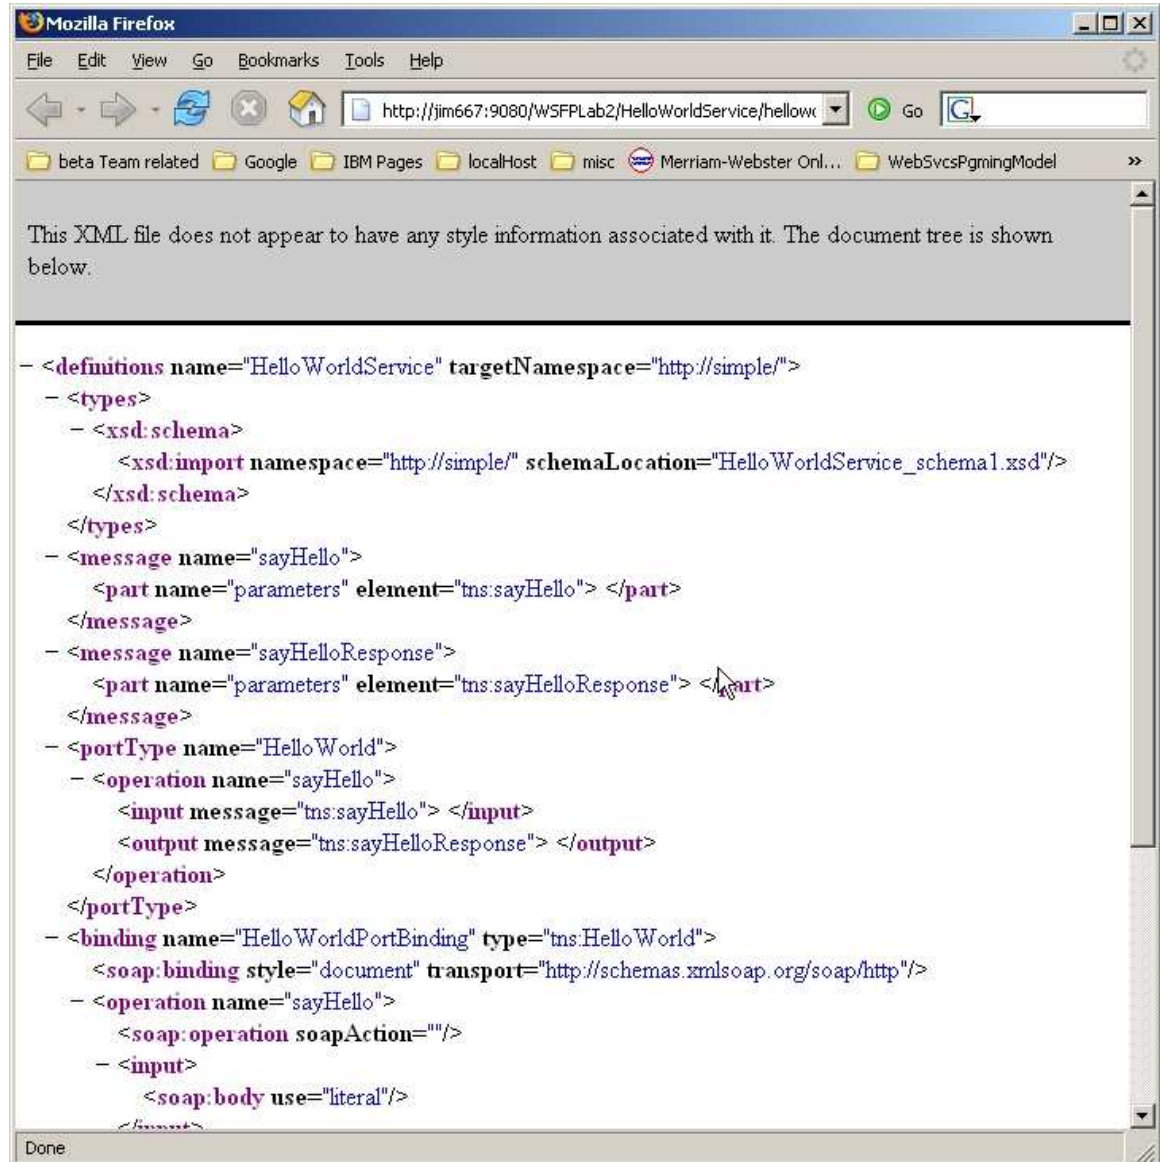 Mozilla Firefox
File Edit View Go Bookmarks Tools Help
http://jim667:9080/WSFPLab2/HelloWorldService/hellowo Go G
beta Team related Google IBM Pages localHost misc Merriam-Webster Onl... WebSvcsPgmingModel »
This XML file does not appear to have any style information associated with it. The document tree is shown
below.
− <definitions name="HelloWorldService" targetNamespace="http://simple/">
− <types>
− <xsd:schema>
<xsd:import namespace="http://simple/" schemaLocation="HelloWorldService_schema1.xsd"/>
</xsd:schema>
</types>
− <message name="sayHello">
<part name="parameters" element="tns:sayHello"> </part>
</message>
− <message name="sayHelloResponse">
<part name="parameters" element="tns:sayHelloResponse"> </part>
</message>
− <portType name="HelloWorld">
− <operation name="sayHello">
<input message="tns:sayHello"> </input>
<output message="tns:sayHelloResponse"> </output>
</operation>
</portType>
− <binding name="HelloWorldPortBinding" type="tns:HelloWorld">
<soap:binding style="document" transport="http://schemas.xmlsoap.org/soap/http"/>
− <operation name="sayHello">
<soap:operation soapAction=""/>
− <input>
<soap:body use="literal"/>
</input>
Done